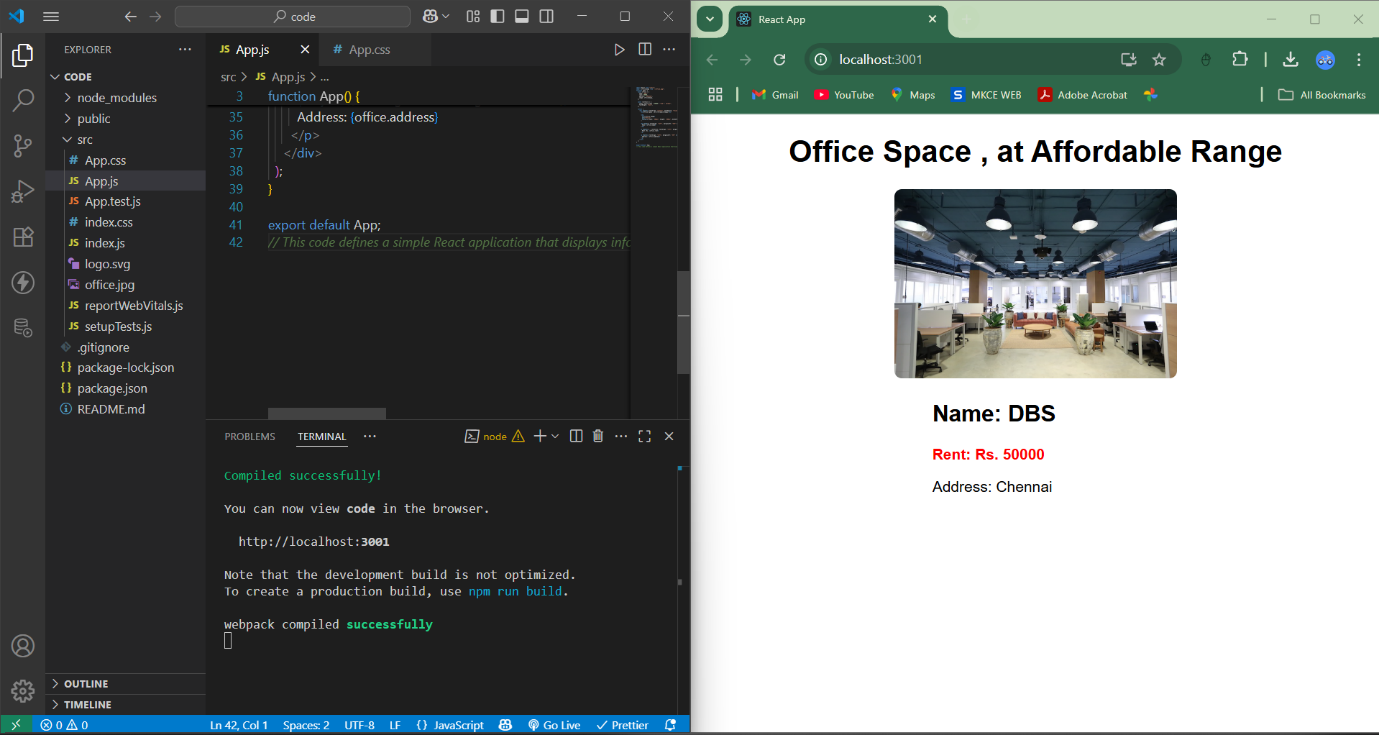 code
EXPLORER
CODE
node_modules
public
src
# App.css
JS App.js
JS App.test.js
# index.css
JS index.js
logo.svg
office.jpg
JS reportWebVitals.js
JS setupTests.js
.gitignore
{} package-lock.json
{} package.json
README.md
OUTLINE
TIMELINE
JS App.js
# App.css
src > JS App.js > ...
3 function App() {
35 Address: {office.address}
36 </p>
37 </div>
38 );
39 }
40
41 export default App;
42 // This code defines a simple React application that displays info
PROBLEMS TERMINAL
node
Compiled successfully!
You can now view code in the browser.
http://localhost:3001
Note that the development build is not optimized.
To create a production build, use npm run build.
webpack compiled successfully
0 0 Ln 42, Col 1 Spaces: 2 UTF-8 LF {} JavaScript Go Live Prettier
React App
localhost:3001
Gmail YouTube Maps S MKCE WEB Adobe Acrobat All Bookmarks
Office Space , at Affordable Range
Name: DBS
Rent: Rs. 50000
Address: Chennai